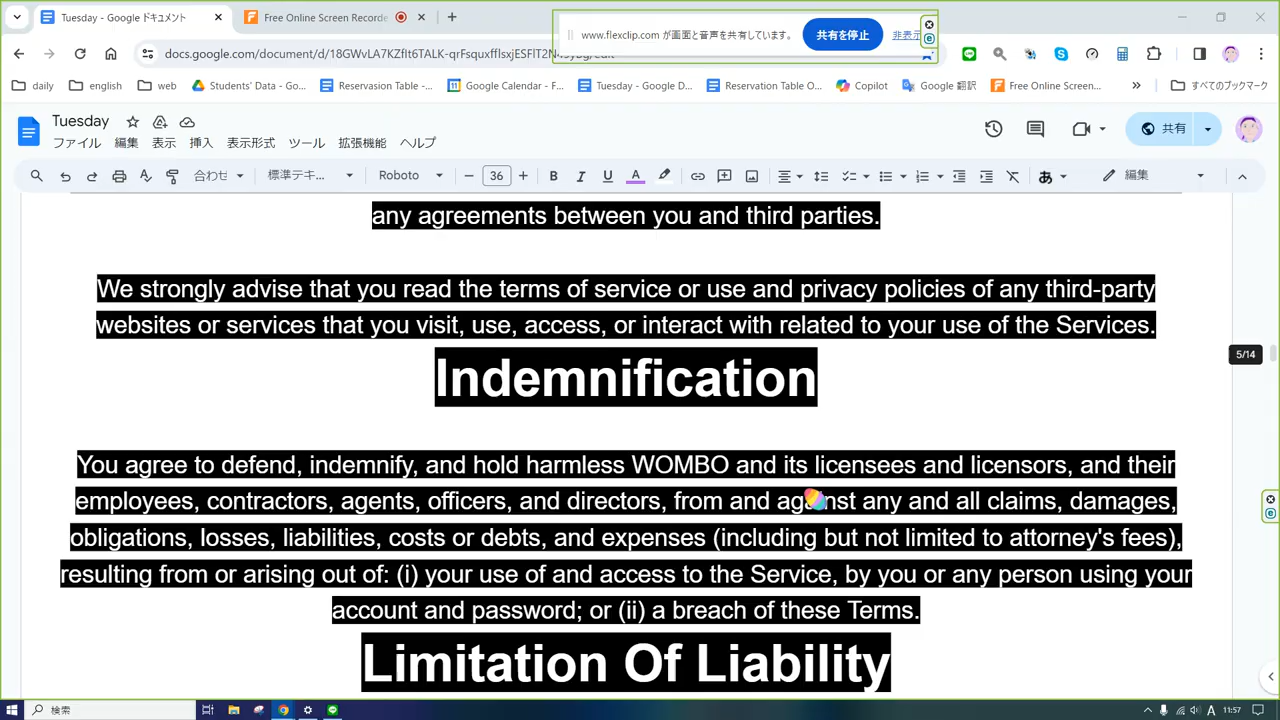 Tuesday - Google ドキュメント
Free Online Screen Recorde
www.flexclip.com が画面と音声を共有しています。
共有を停止
非表示
daily
english
web
Students' Data - Go...
Reservasion Table -...
Google Calendar - F...
Tuesday - Google D...
Reservation Table O...
Copilot
Google 翻訳
Free Online Screen...
すべてのブックマーク
Tuesday
ファイル 編集 表示 挿入 表示形式 ツール 拡張機能 ヘルプ
共有
合わせ
標準テキ...
Roboto
36
B I U A
あ
編集
any agreements between you and third parties.
We strongly advise that you read the terms of service or use and privacy policies of any third-party
websites or services that you visit, use, access, or interact with related to your use of the Services.
5/14
Indemnification
You agree to defend, indemnify, and hold harmless WOMBO and its licensees and licensors, and their
employees, contractors, agents, officers, and directors, from and against any and all claims, damages,
obligations, losses, liabilities, costs or debts, and expenses (including but not limited to attorney's fees),
resulting from or arising out of: (i) your use of and access to the Service, by you or any person using your
account and password; or (ii) a breach of these Terms.
Limitation Of Liability
検索
A
11:57